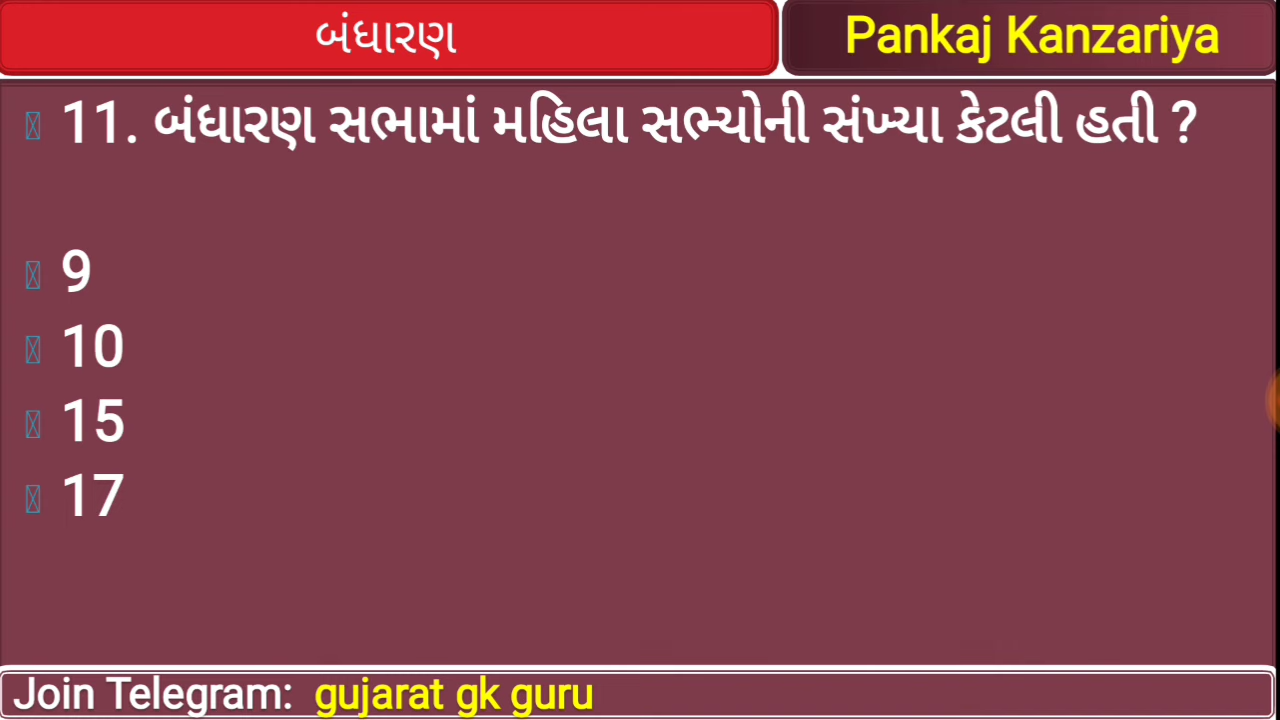 બંધારણ
Pankaj Kanzariya
11. બંધારણ સભામાં મહિલા સભ્યોની સંખ્યા કેટલી હતી ?
9
10
15
17
Join Telegram: gujarat gk guru